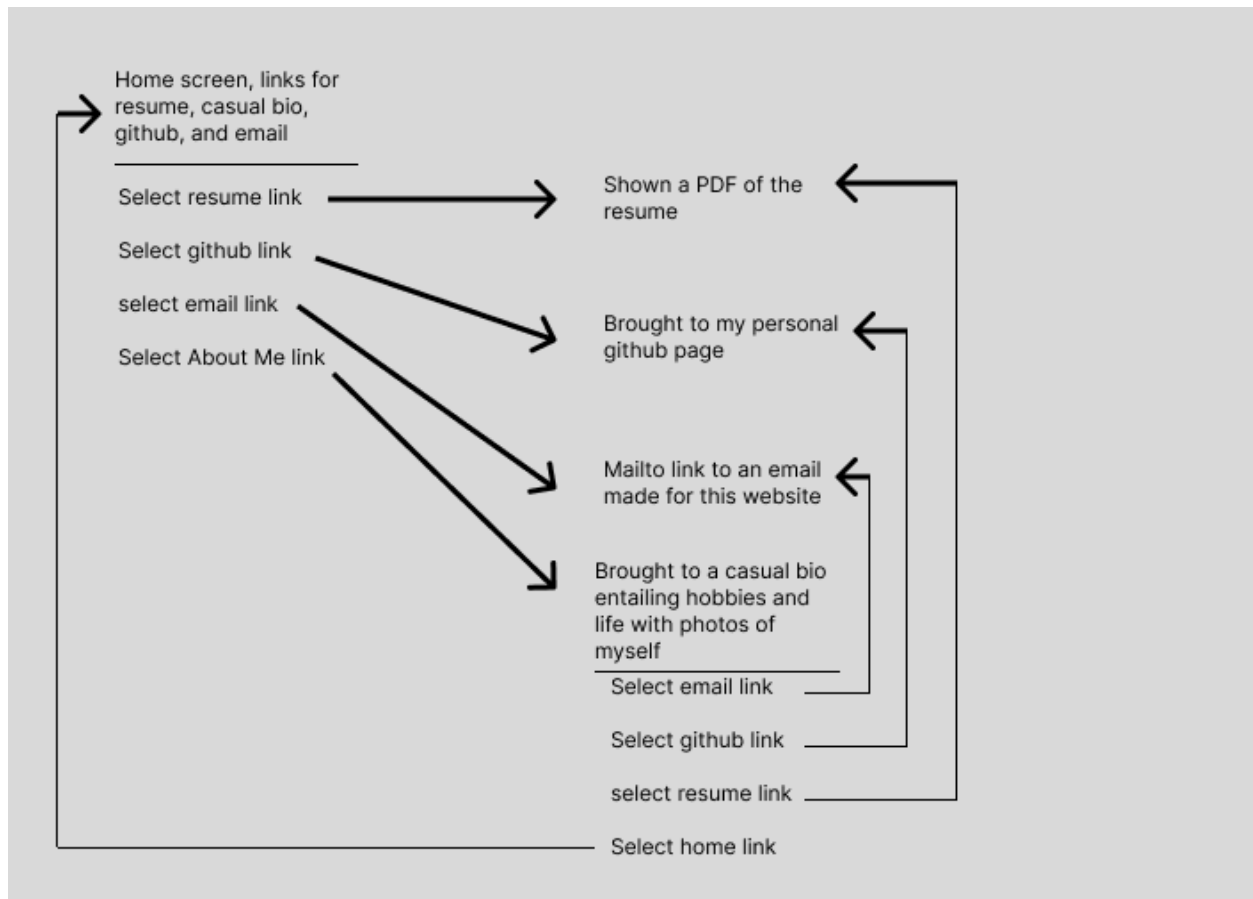 Home screen, links for
resume, casual bio,
github, and email
Select resume link
Select github link
select email link
Select About Me link
Shown a PDF of the
resume
Brought to my personal
github page
Mailto link to an email
made for this website
Brought to a casual bio
entailing hobbies and
life with photos of
myself
Select email link
Select github link
select resume link
Select home link